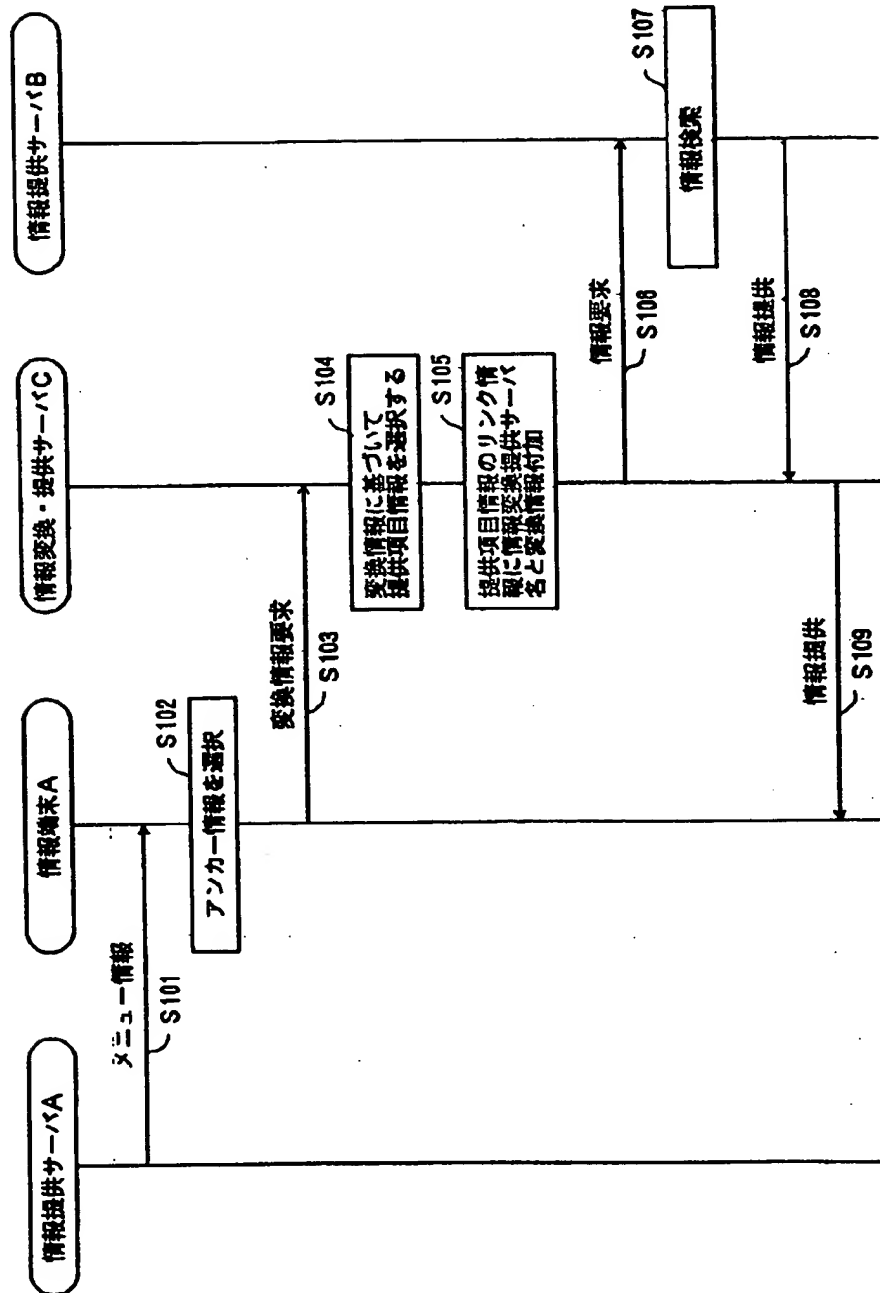 情報提供サーバA
情報端末A
情報変換・提供サーバC
情報提供サーバB
メニュー情報
S101
アンカー情報を選択
S102
変換情報要求
S103
変換情報に基づいて
提供項目情報を選択する
S104
提供項目情報のリンク情
報に情報変換提供サーバ
名と変換情報付加
S105
情報要求
S106
情報検索
S107
情報提供
S108
情報提供
S109